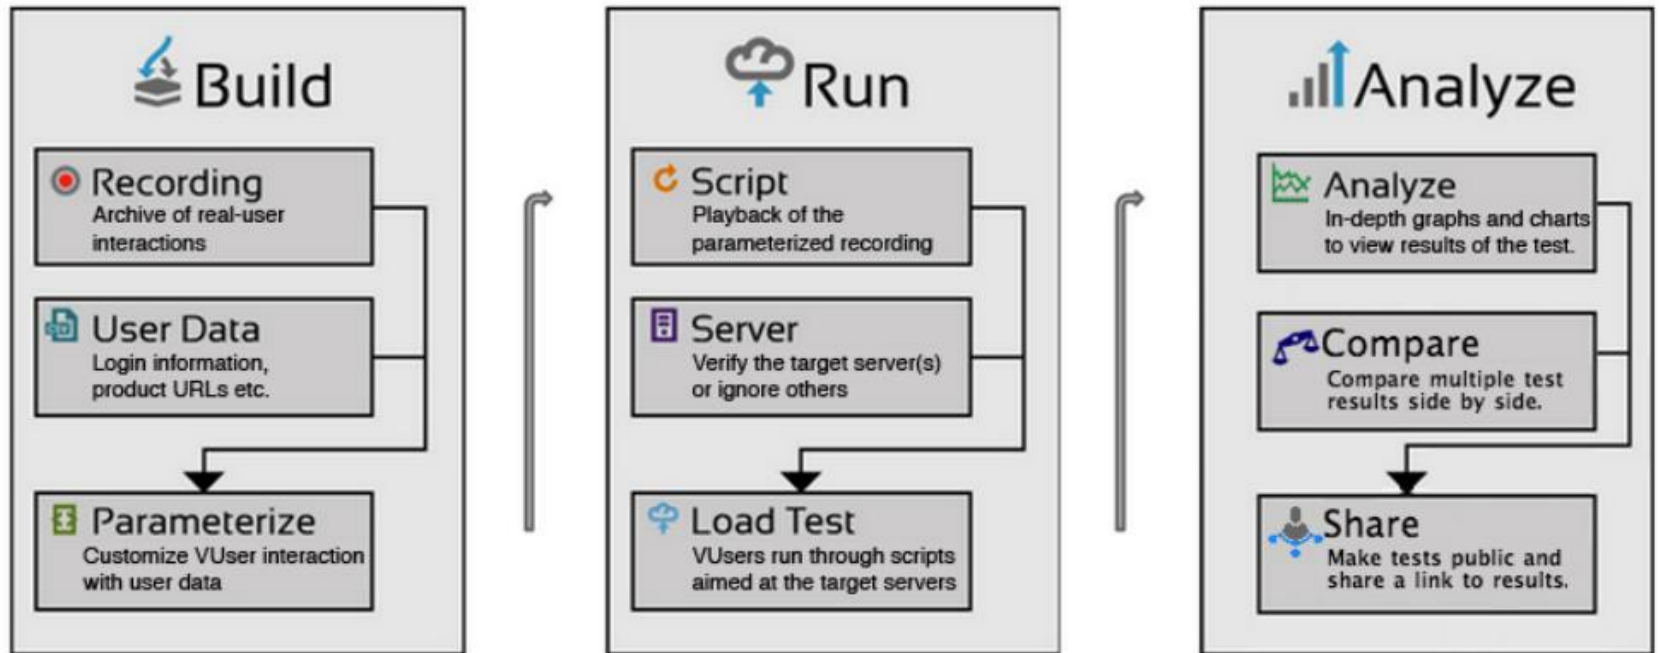 Build
Recording
Archive of real-user
interactions
User Data
Login information,
product URLs etc.
Parameterize
Customize VUser interaction
with user data
Run
Script
Playback of the
parameterized recording
Server
Verify the target server(s)
or ignore others
Load Test
VUsers run through scripts
aimed at the target servers
Analyze
Analyze
In-depth graphs and charts
to view results of the test.
Compare
Compare multiple test
results side by side.
Share
Make tests public and
share a link to results.